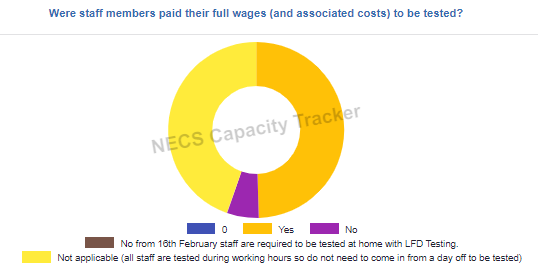 Were staff members paid their full wages (and associated costs) to be tested?
NECS Capacity Tracker
0 Yes No
No from 16th February staff are required to be tested at home with LFD Testing.
Not applicable (all staff are tested during working hours so do not need to come in from a day off to be tested)